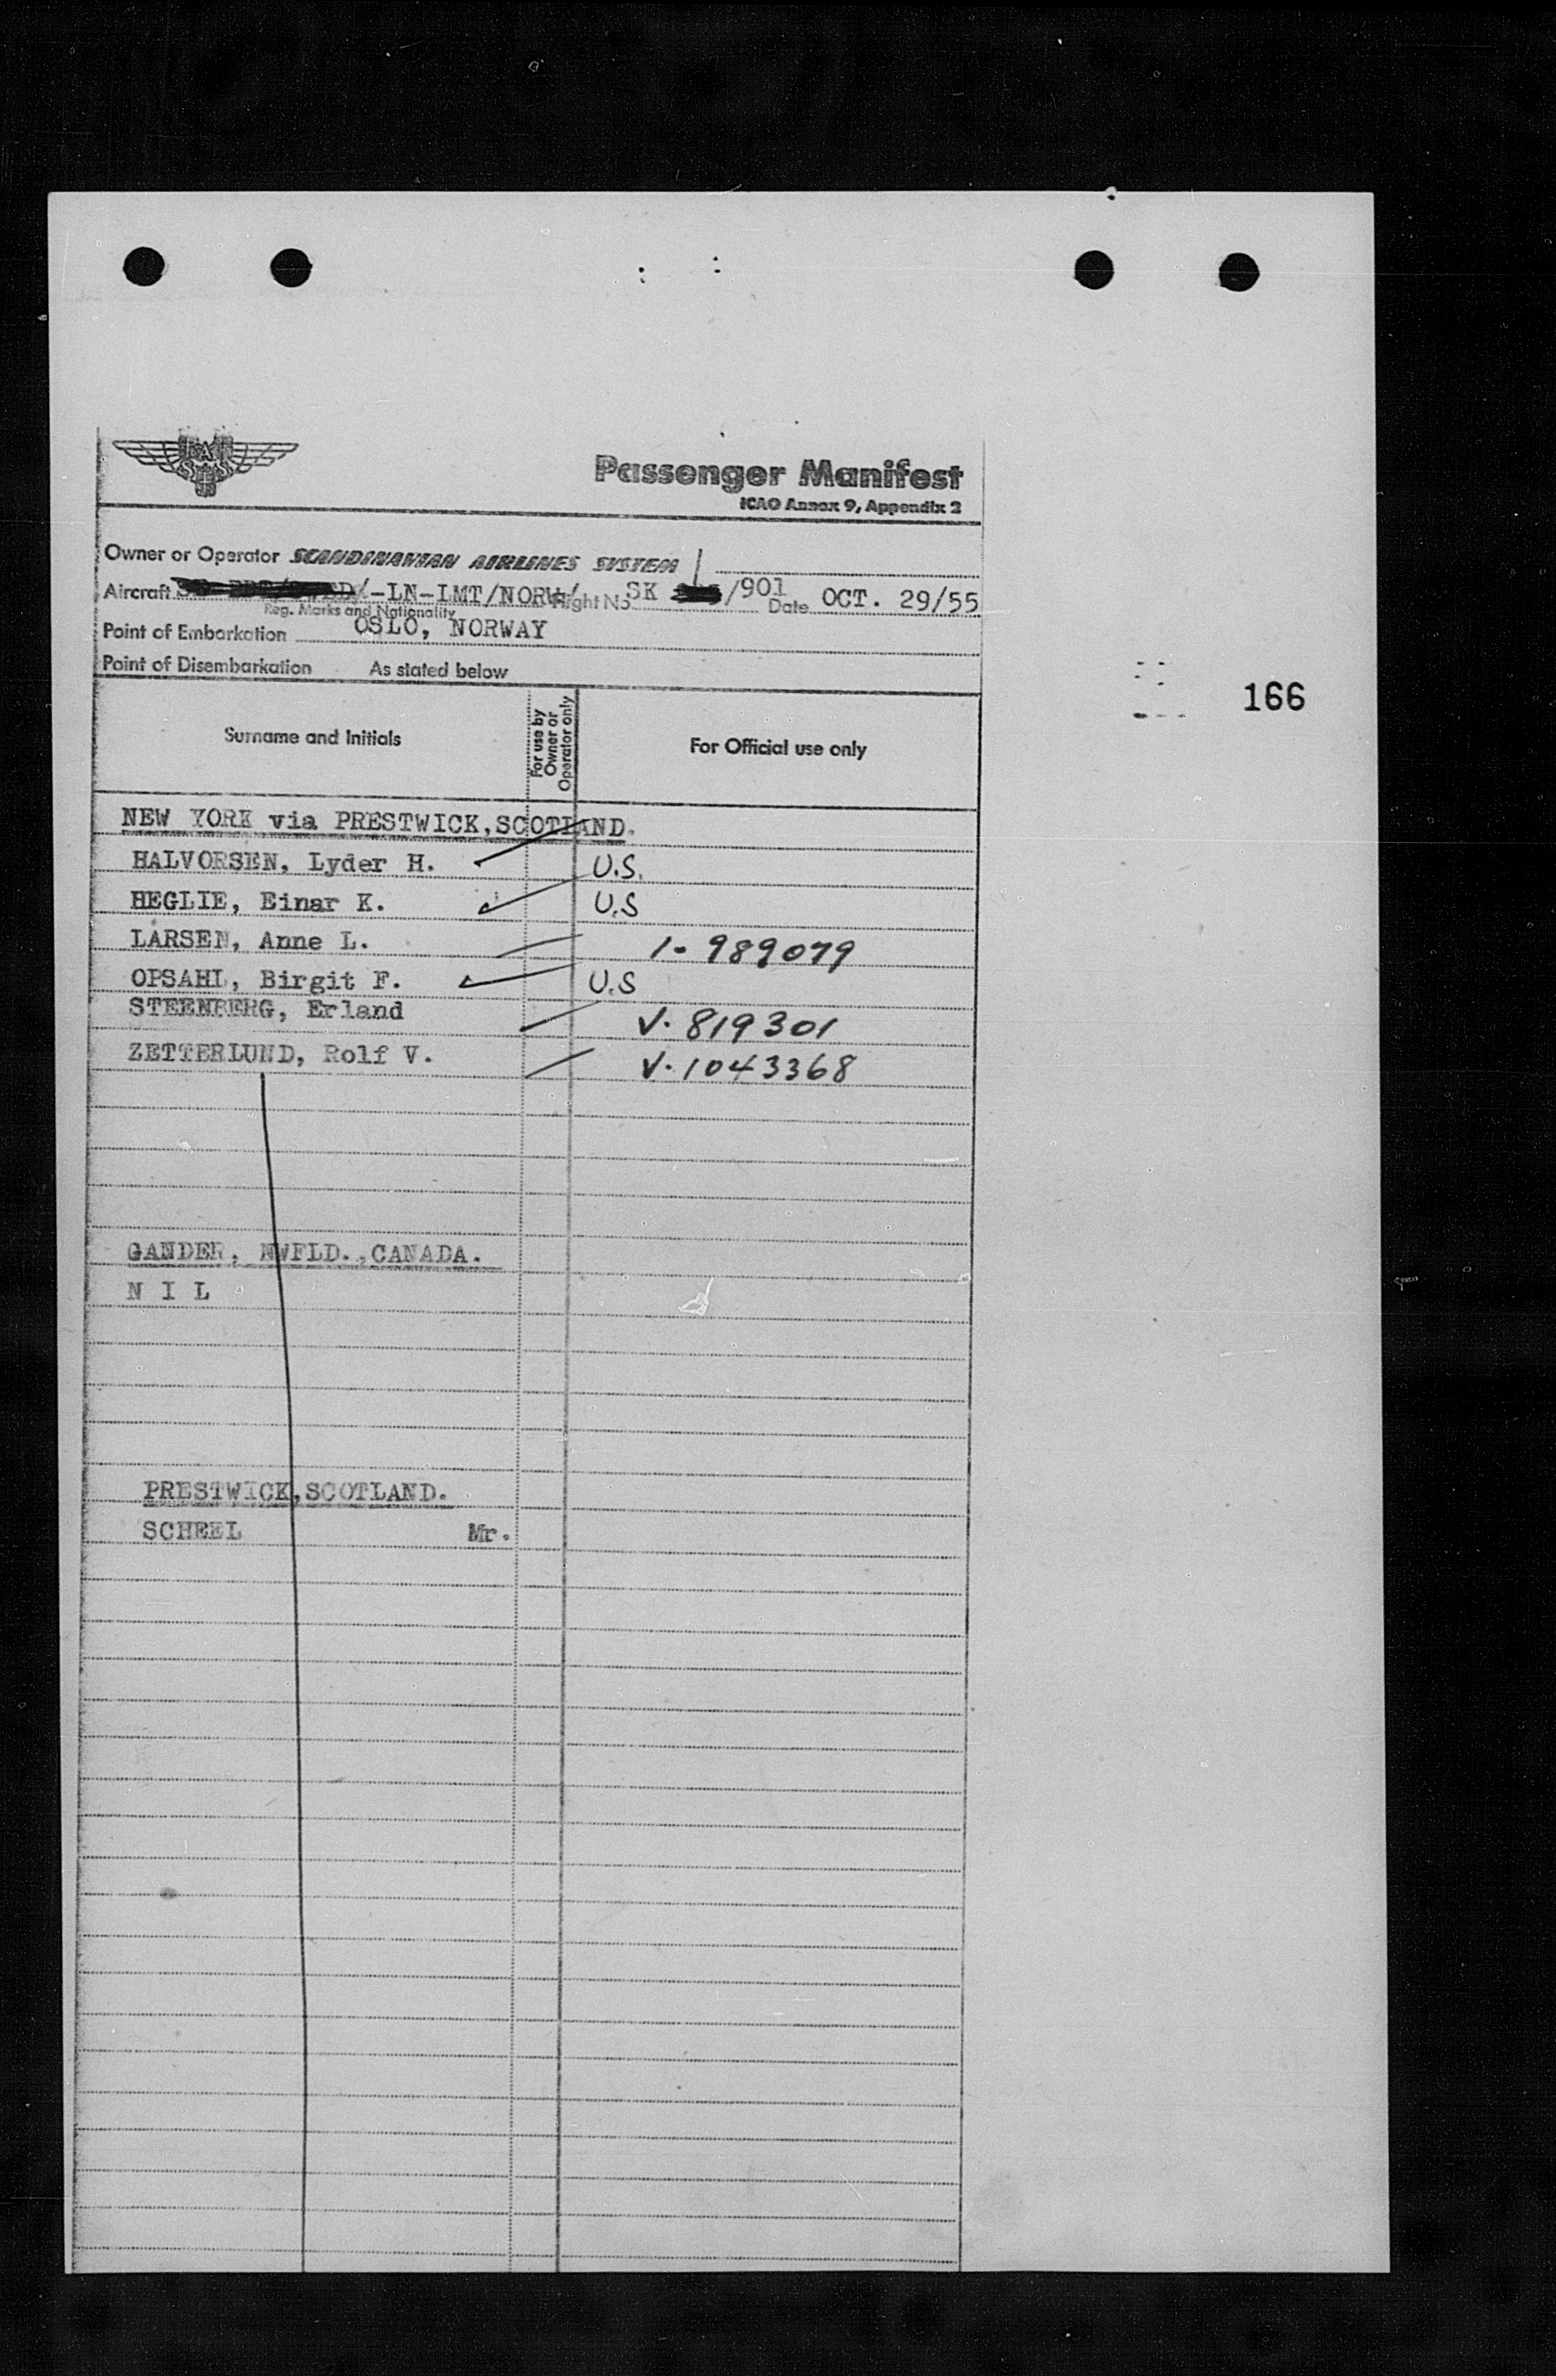 SAS
Passenger Manifest
ICAO Annex 9, Appendix 2
Owner or Operator SCANDINAVIAN AIRLINES SYSTEM
Aircraft -LN-LMT/NORW/ Flight No. SK /901 Date OCT. 29/55
Reg. Marks and Nationality
Point of Embarkation OSLO, NORWAY
Point of Disembarkation As stated below
166
Surname and Initials For use by Owner or Operator only For Official use only
NEW YORK via PRESTWICK,SCOTLAND.
HALVORSEN, Lyder H. U.S.
HEGLIE, Einar K. U.S
LARSEN, Anne L. 1-989079
OPSAHL, Birgit F. U.S
STEENBERG, Erland V-819301
ZETTERLUND, Rolf V. V-1043368
GANDER, NWFLD.,CANADA.
N I L
PRESTWICK,SCOTLAND.
SCHEEL Mr.